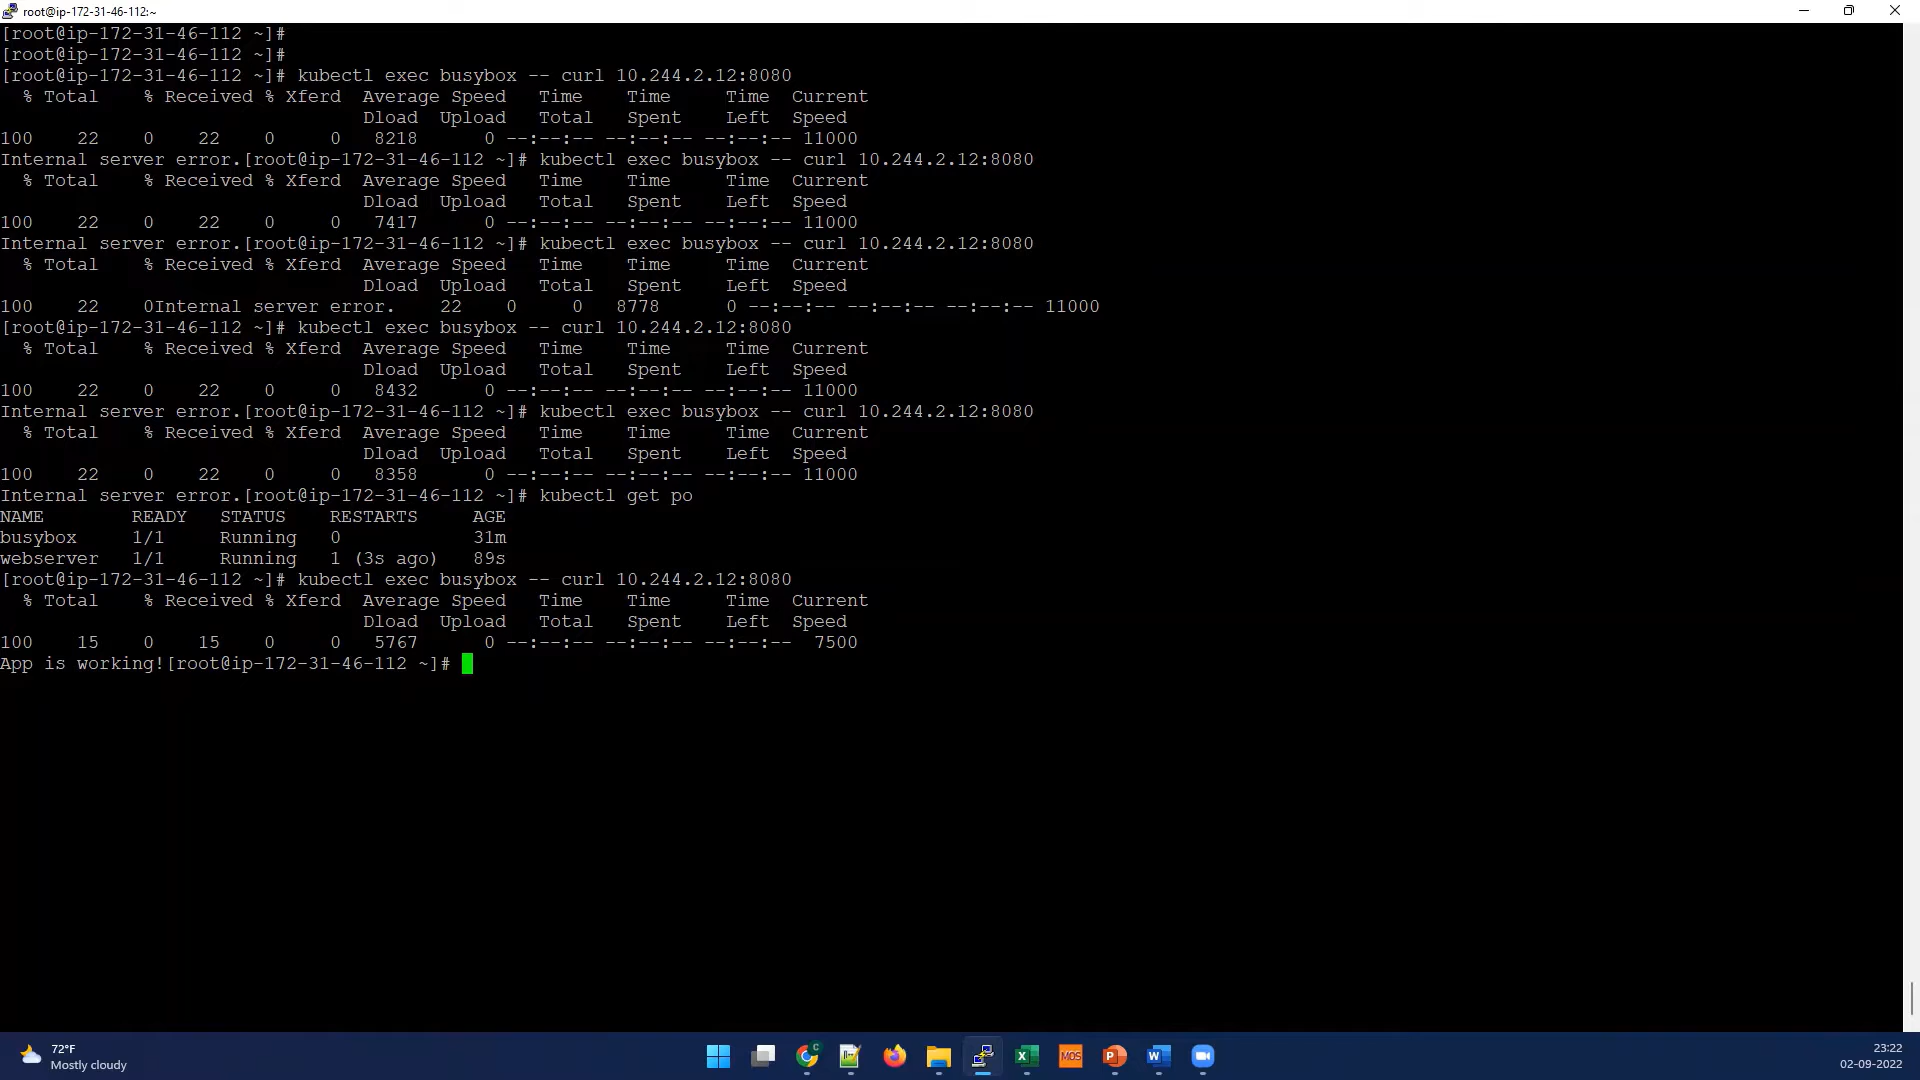 root@ip-172-31-46-112:~
[root@ip-172-31-46-112 ~]#
[root@ip-172-31-46-112 ~]#
[root@ip-172-31-46-112 ~]# kubectl exec busybox -- curl 10.244.2.12:8080
  % Total    % Received % Xferd  Average Speed   Time    Time     Time  Current
                                 Dload  Upload   Total   Spent    Left  Speed
100    22    0    22    0     0   8218      0 --:--:-- --:--:-- --:--:-- 11000
Internal server error.[root@ip-172-31-46-112 ~]# kubectl exec busybox -- curl 10.244.2.12:8080
  % Total    % Received % Xferd  Average Speed   Time    Time     Time  Current
                                 Dload  Upload   Total   Spent    Left  Speed
100    22    0    22    0     0   7417      0 --:--:-- --:--:-- --:--:-- 11000
Internal server error.[root@ip-172-31-46-112 ~]# kubectl exec busybox -- curl 10.244.2.12:8080
  % Total    % Received % Xferd  Average Speed   Time    Time     Time  Current
                                 Dload  Upload   Total   Spent    Left  Speed
100    22    0Internal server error.    22    0     0   8778      0 --:--:-- --:--:-- --:--:-- 11000
[root@ip-172-31-46-112 ~]# kubectl exec busybox -- curl 10.244.2.12:8080
  % Total    % Received % Xferd  Average Speed   Time    Time     Time  Current
                                 Dload  Upload   Total   Spent    Left  Speed
100    22    0    22    0     0   8432      0 --:--:-- --:--:-- --:--:-- 11000
Internal server error.[root@ip-172-31-46-112 ~]# kubectl exec busybox -- curl 10.244.2.12:8080
  % Total    % Received % Xferd  Average Speed   Time    Time     Time  Current
                                 Dload  Upload   Total   Spent    Left  Speed
100    22    0    22    0     0   8358      0 --:--:-- --:--:-- --:--:-- 11000
Internal server error.[root@ip-172-31-46-112 ~]# kubectl get po
NAME        READY   STATUS    RESTARTS     AGE
busybox     1/1     Running   0            31m
webserver   1/1     Running   1 (3s ago)   89s
[root@ip-172-31-46-112 ~]# kubectl exec busybox -- curl 10.244.2.12:8080
  % Total    % Received % Xferd  Average Speed   Time    Time     Time  Current
                                 Dload  Upload   Total   Spent    Left  Speed
100    15    0    15    0     0   5767      0 --:--:-- --:--:-- --:--:--  7500
App is working![root@ip-172-31-46-112 ~]#
72°F
Mostly cloudy
C
X
MOS
P
W
23:22
02-09-2022